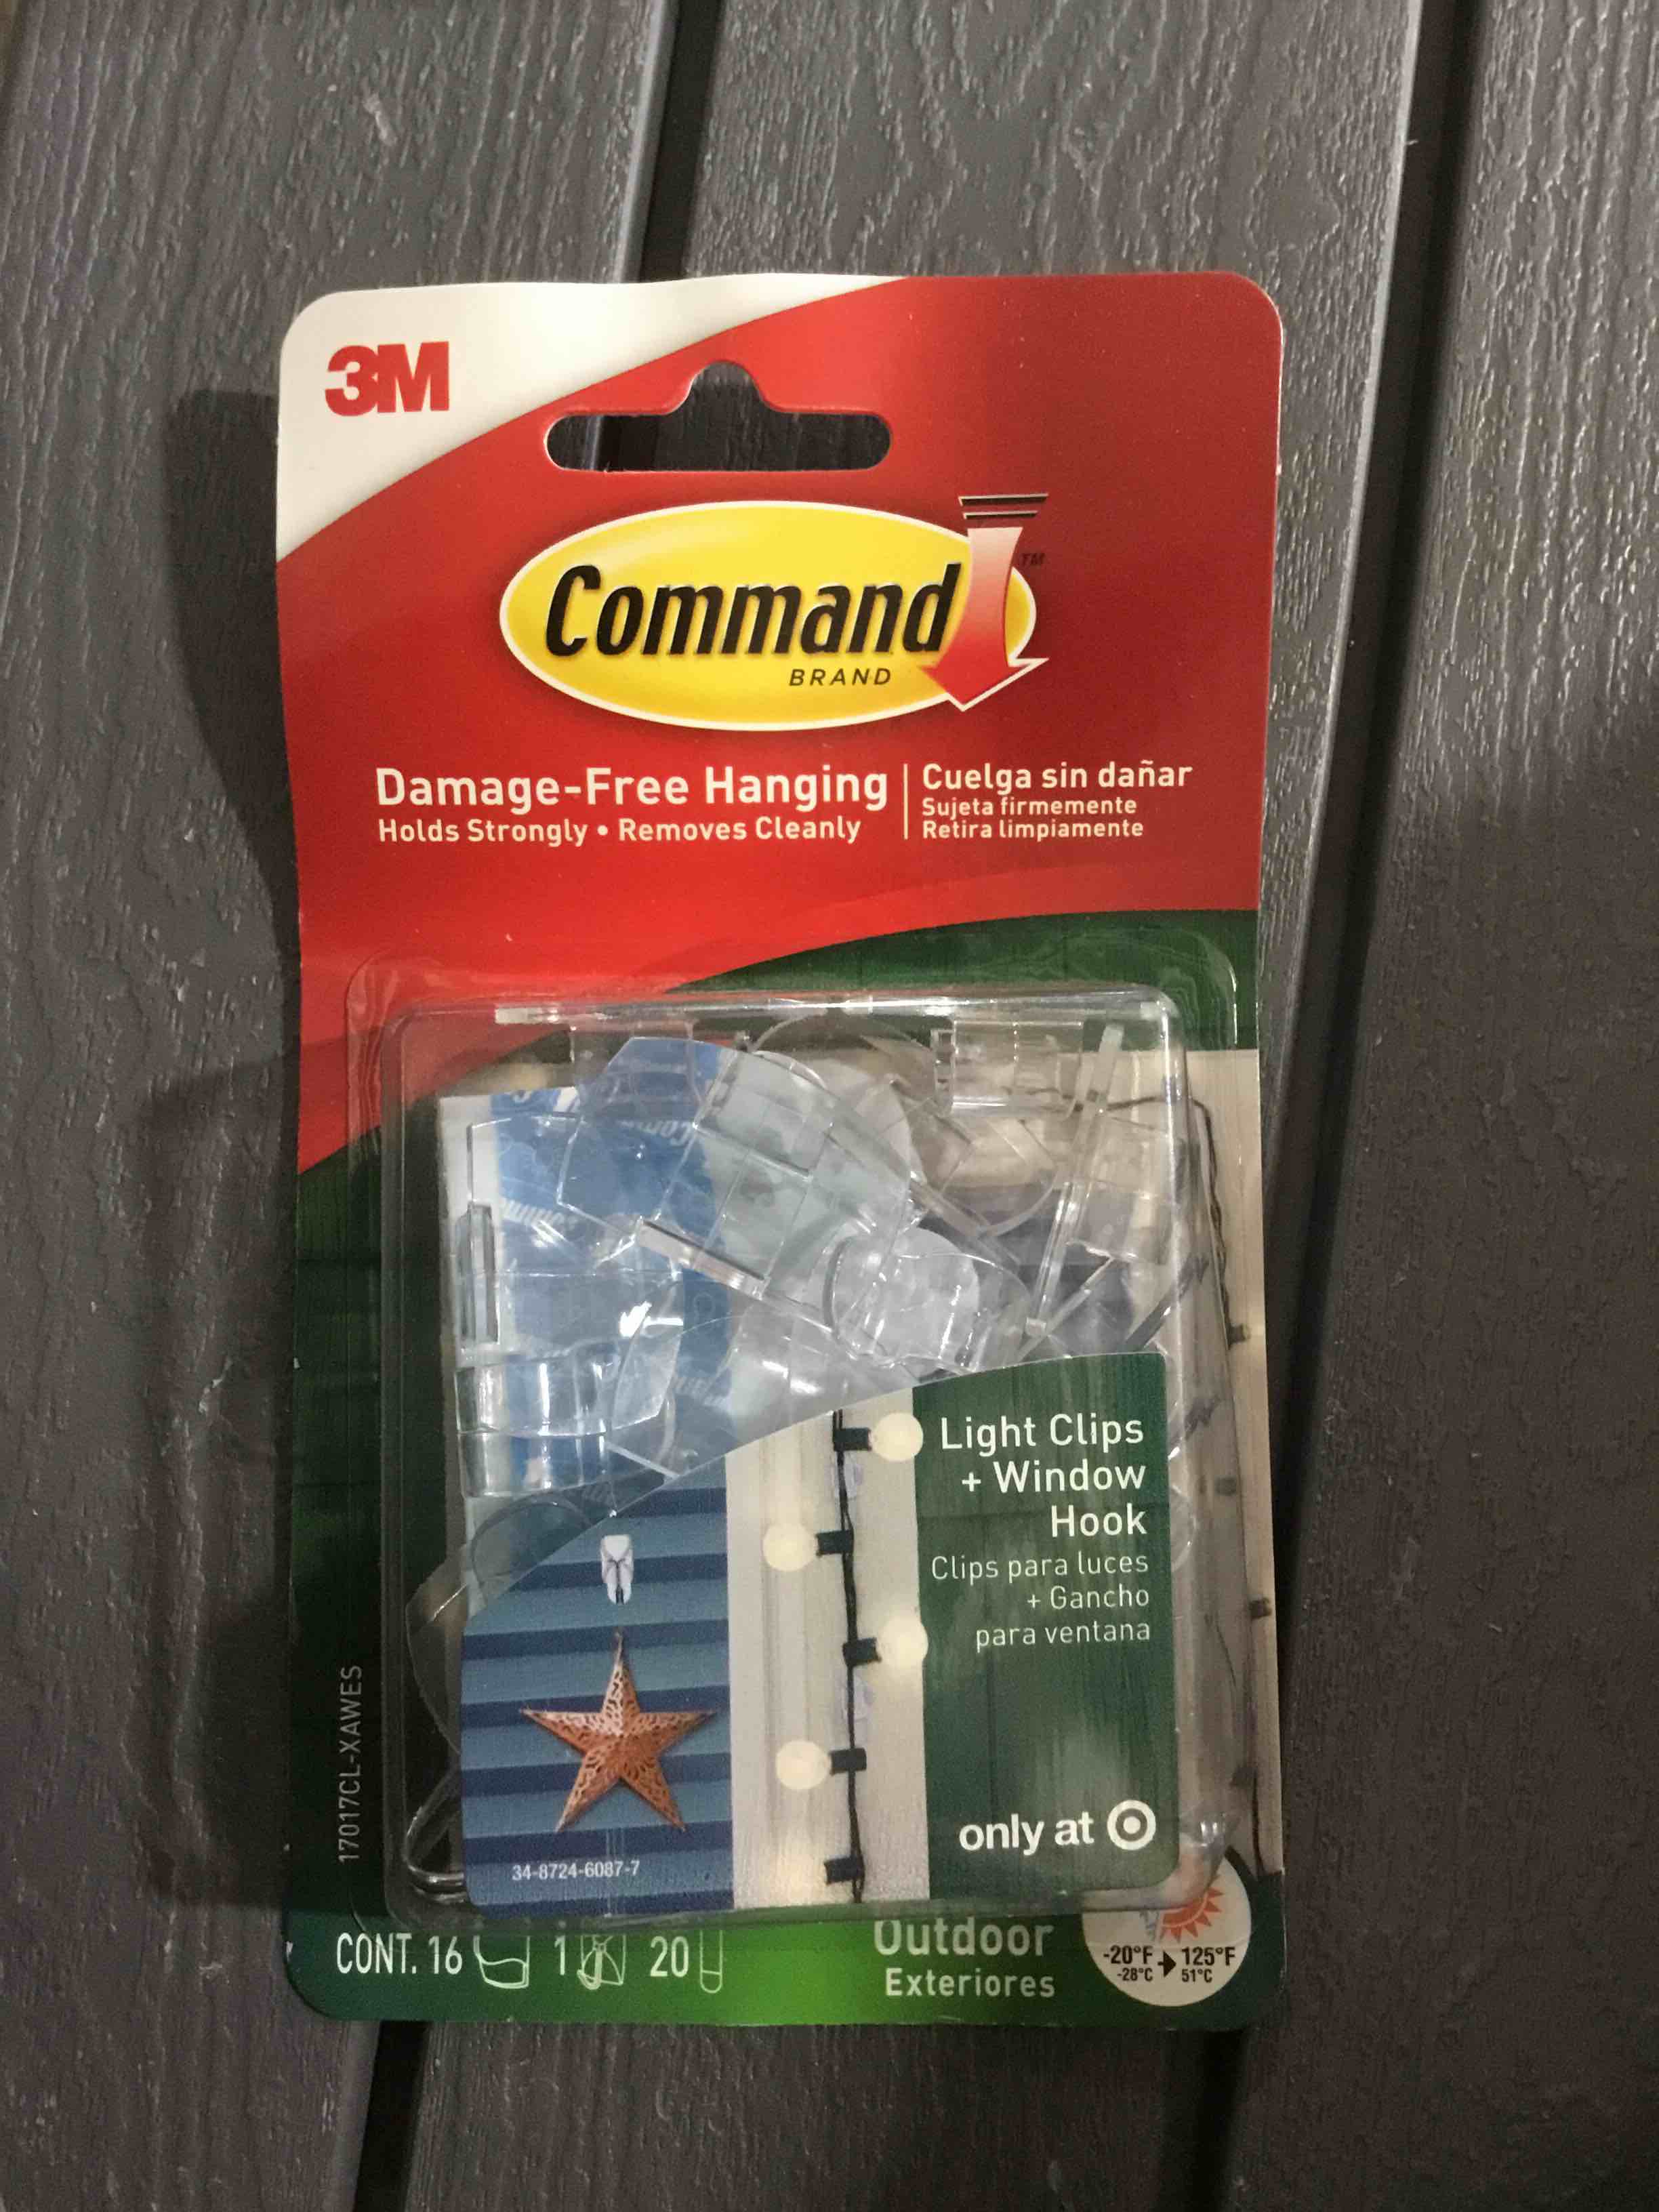 3M
Command
TM
BRAND
Damage-Free Hanging
Holds Strongly • Removes Cleanly
Cuelga sin dañar
Sujeta firmemente
Retira limpiamente
Light Clips
+ Window
Hook
Clips para luces
+ Gancho
para ventana
only at
34-8724-6087-7
17017CL-XAWES
CONT. 16 1 20
Outdoor
Exteriores
-20°F 125°F
-28°C 51°C